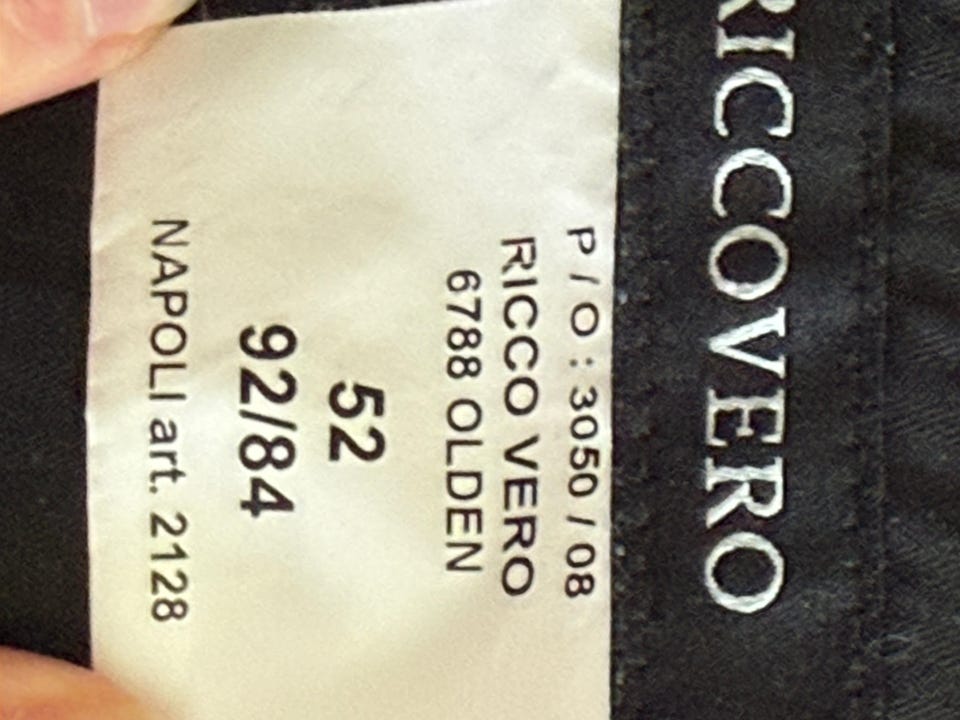 RICCOVERO
P / O : 3050 / 08
RICCO VERO
6788 OLDEN
52
92/84
NAPOLI art. 2128